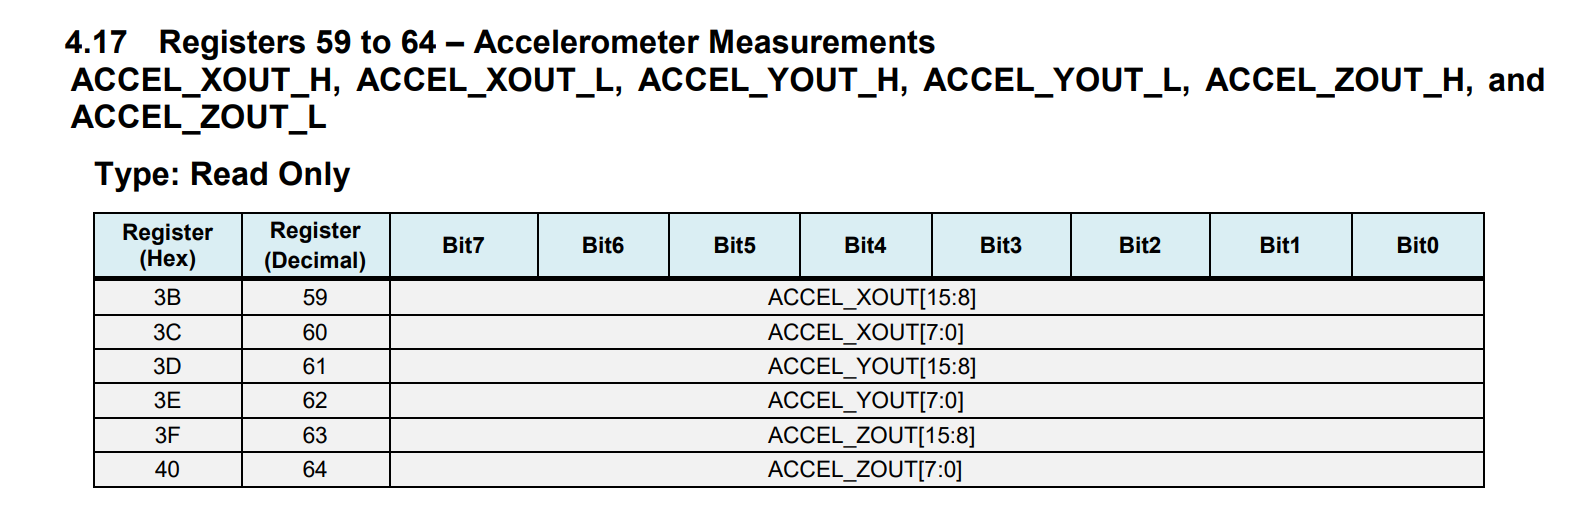 4.17 Registers 59 to 64 – Accelerometer Measurements
ACCEL_XOUT_H, ACCEL_XOUT_L, ACCEL_YOUT_H, ACCEL_YOUT_L, ACCEL_ZOUT_H, and
ACCEL_ZOUT_L
Type: Read Only
Register (Hex) Register (Decimal) Bit7 Bit6 Bit5 Bit4 Bit3 Bit2 Bit1 Bit0
3B 59 ACCEL_XOUT[15:8]
3C 60 ACCEL_XOUT[7:0]
3D 61 ACCEL_YOUT[15:8]
3E 62 ACCEL_YOUT[7:0]
3F 63 ACCEL_ZOUT[15:8]
40 64 ACCEL_ZOUT[7:0]